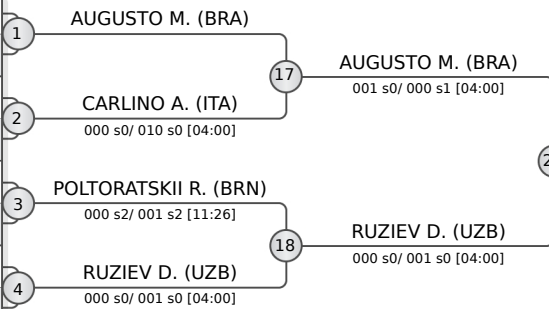 AUGUSTO M. (BRA)
1
17
AUGUSTO M. (BRA)
001 s0/ 000 s1 [04:00]
CARLINO A. (ITA)
2
000 s0/ 010 s0 [04:00]
POLTORATSKII R. (BRN)
3
000 s2/ 001 s2 [11:26]
18
RUZIEV D. (UZB)
000 s0/ 001 s0 [04:00]
RUZIEV D. (UZB)
4
000 s0/ 001 s0 [04:00]